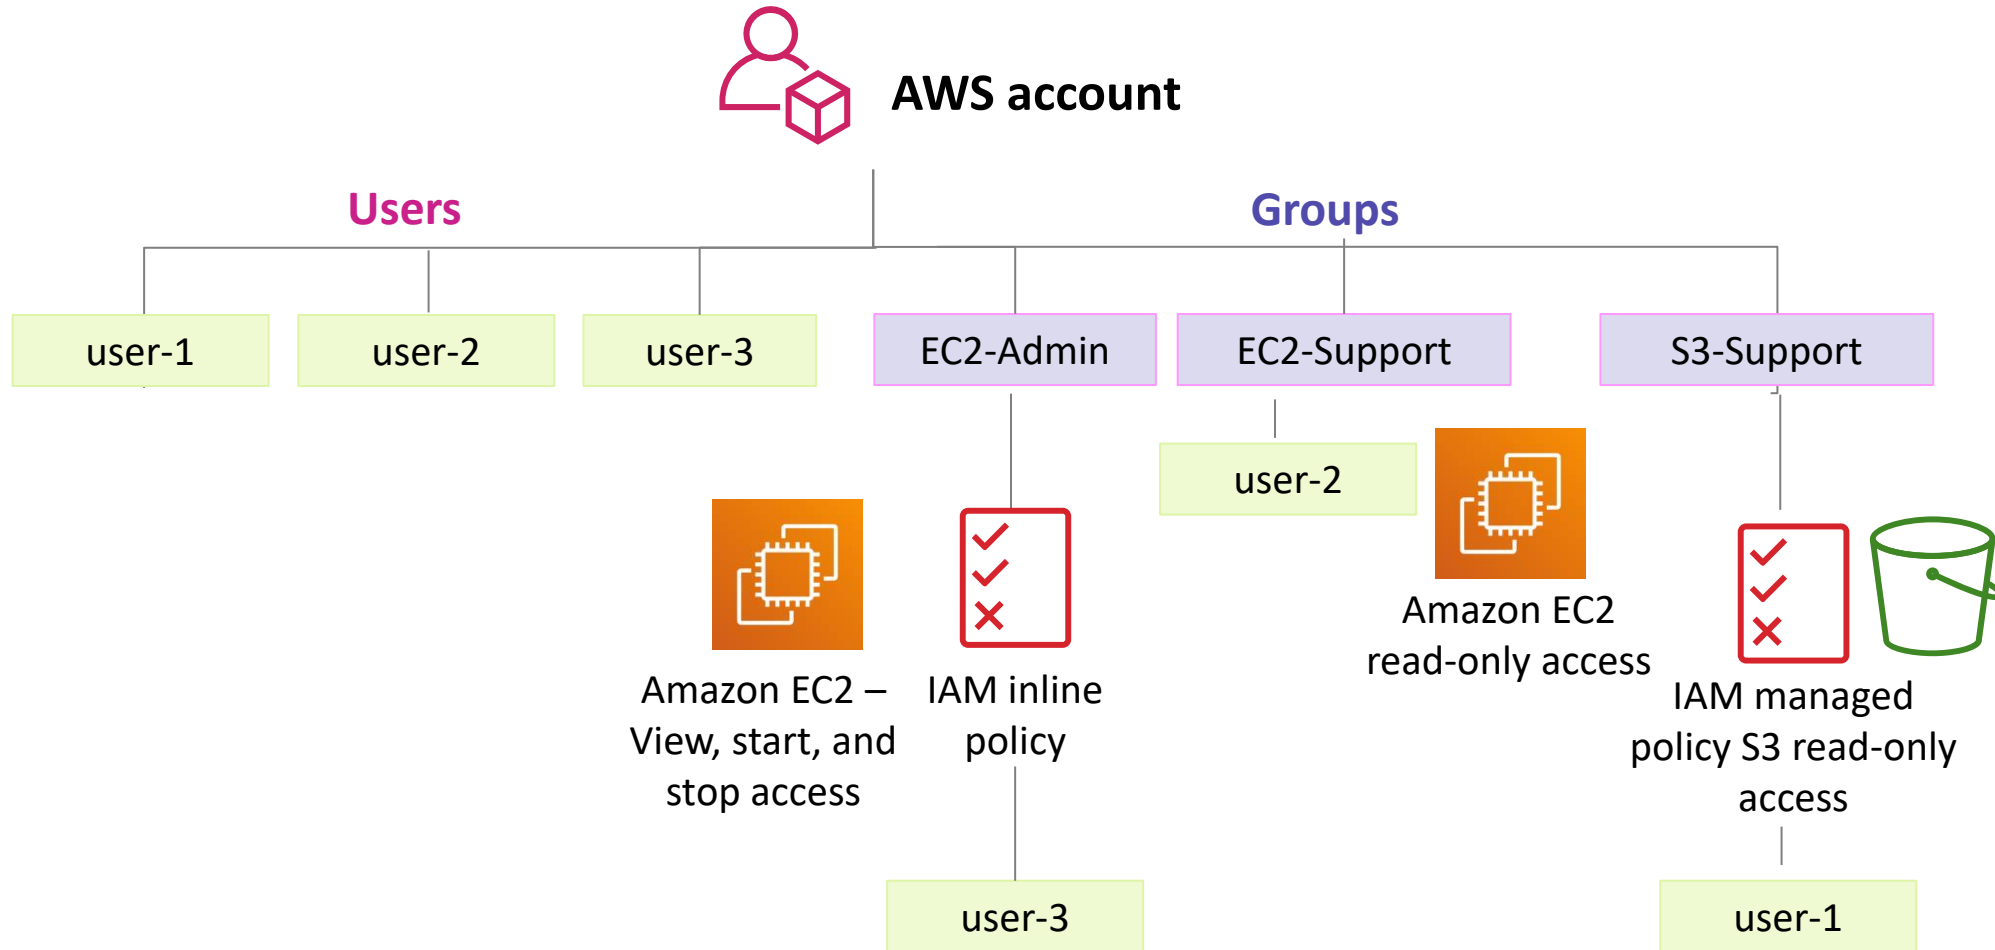 AWS account
Users
Groups
user-1
user-2
user-3
EC2-Admin
EC2-Support
S3-Support
user-2
Amazon EC2
read-only access
Amazon EC2 –
View, start, and
stop access
IAM inline
policy
IAM managed
policy S3 read-only
access
user-3
user-1